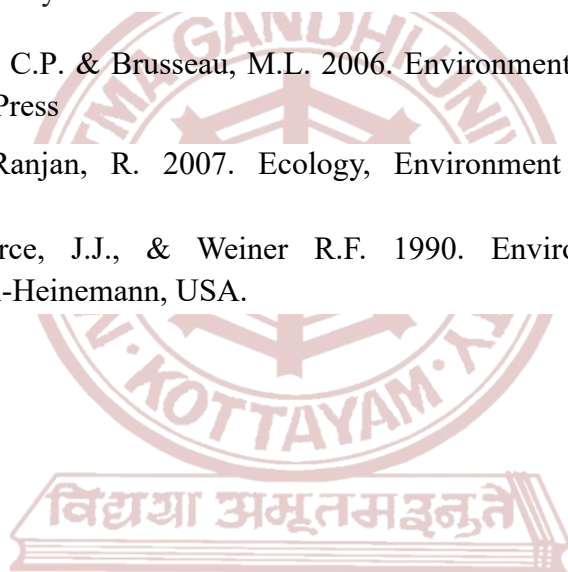 C.P. & Brusseau, M.L. 2006. Environment
Press
Ranjan, R. 2007. Ecology, Environment
rce, J.J., & Weiner R.F. 1990. Enviro
-Heinemann, USA.
GANDHI
KOTTAYAM
विद्यया अमृतमश्नुते